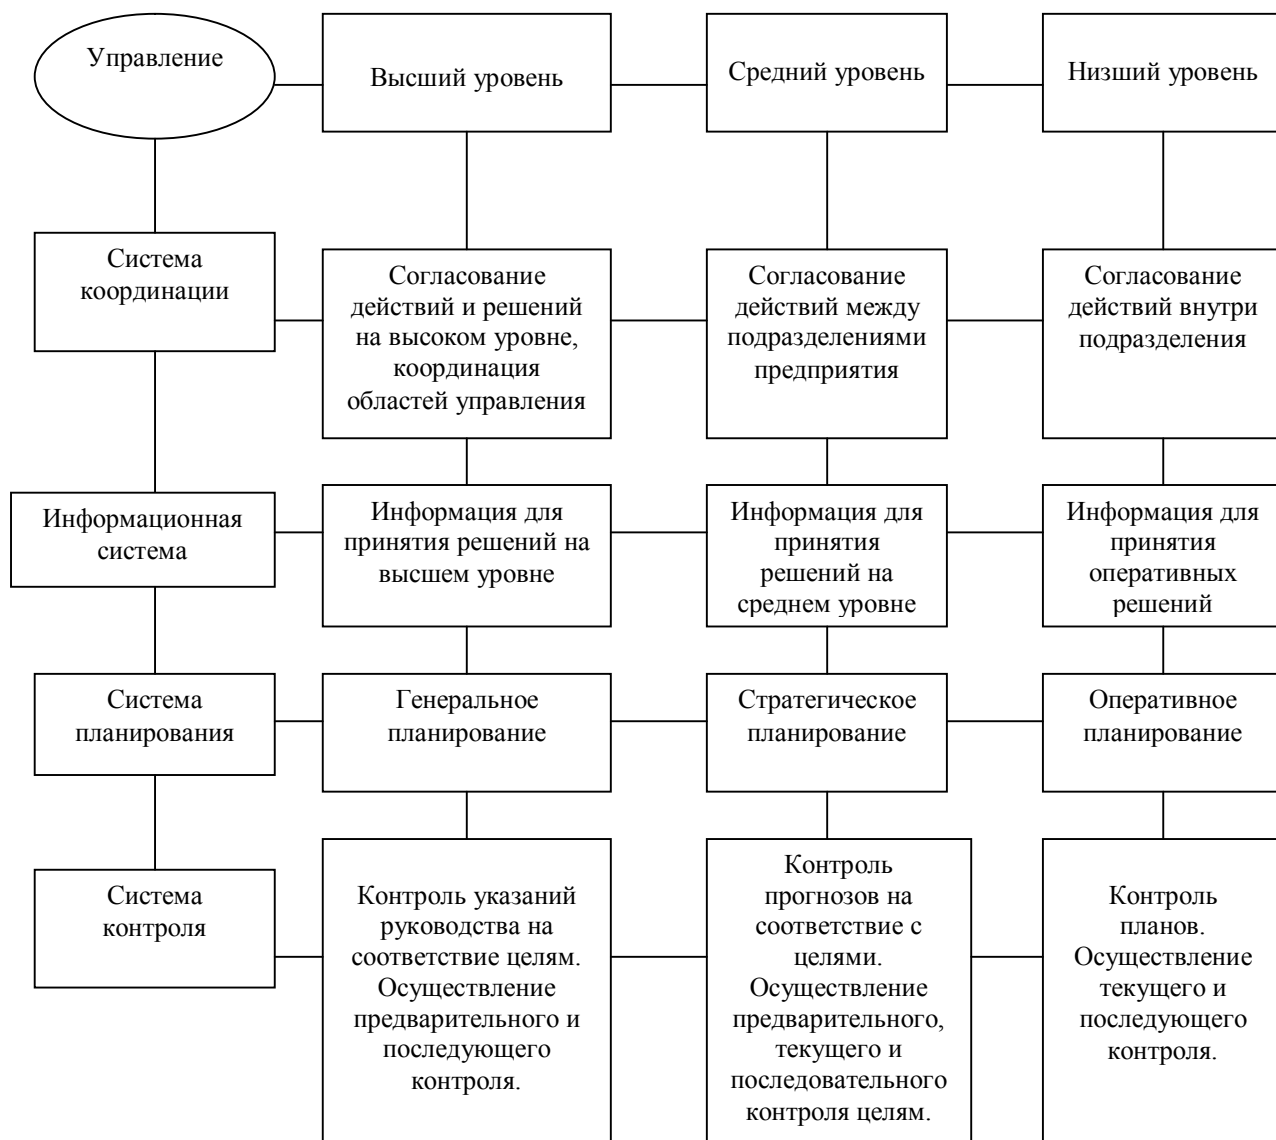 Управление
Высший уровень
Средний уровень
Низший уровень
Система
координации
Согласование
действий и решений
на высоком уровне,
координация
областей управления
Согласование
действий между
подразделениями
предприятия
Согласование
действий внутри
подразделения
Информационная
система
Информация для
принятия решений на
высшем уровне
Информация для
принятия
решений на
среднем уровне
Информация для
принятия
оперативных
решений
Система
планирования
Генеральное
планирование
Стратегическое
планирование
Оперативное
планирование
Система
контроля
Контроль указаний
руководства на
соответствие целям.
Осуществление
предварительного и
последующего
контроля.
Контроль
прогнозов на
соответствие с
целями.
Осуществление
предварительного,
текущего и
последовательного
контроля целям.
Контроль
планов.
Осуществление
текущего и
последующего
контроля.